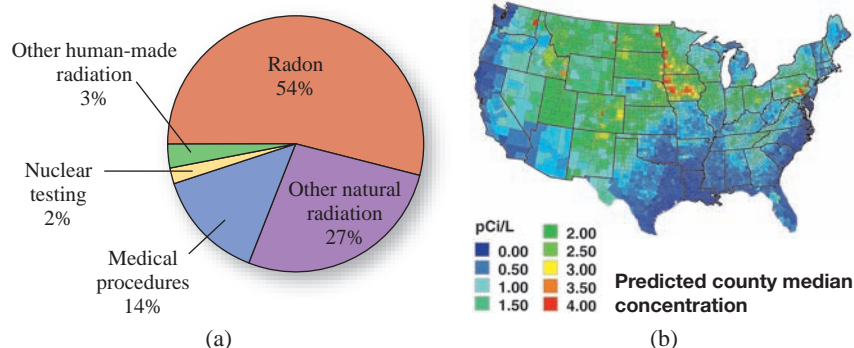 Other human-made
radiation
3%
Radon
54%
Nuclear
testing
2%
Other natural
radiation
27%
Medical
procedures
14%
(a)
pCi/L
0.00
0.50
1.00
1.50
2.00
2.50
3.00
3.50
4.00
Predicted county median
concentration
(b)